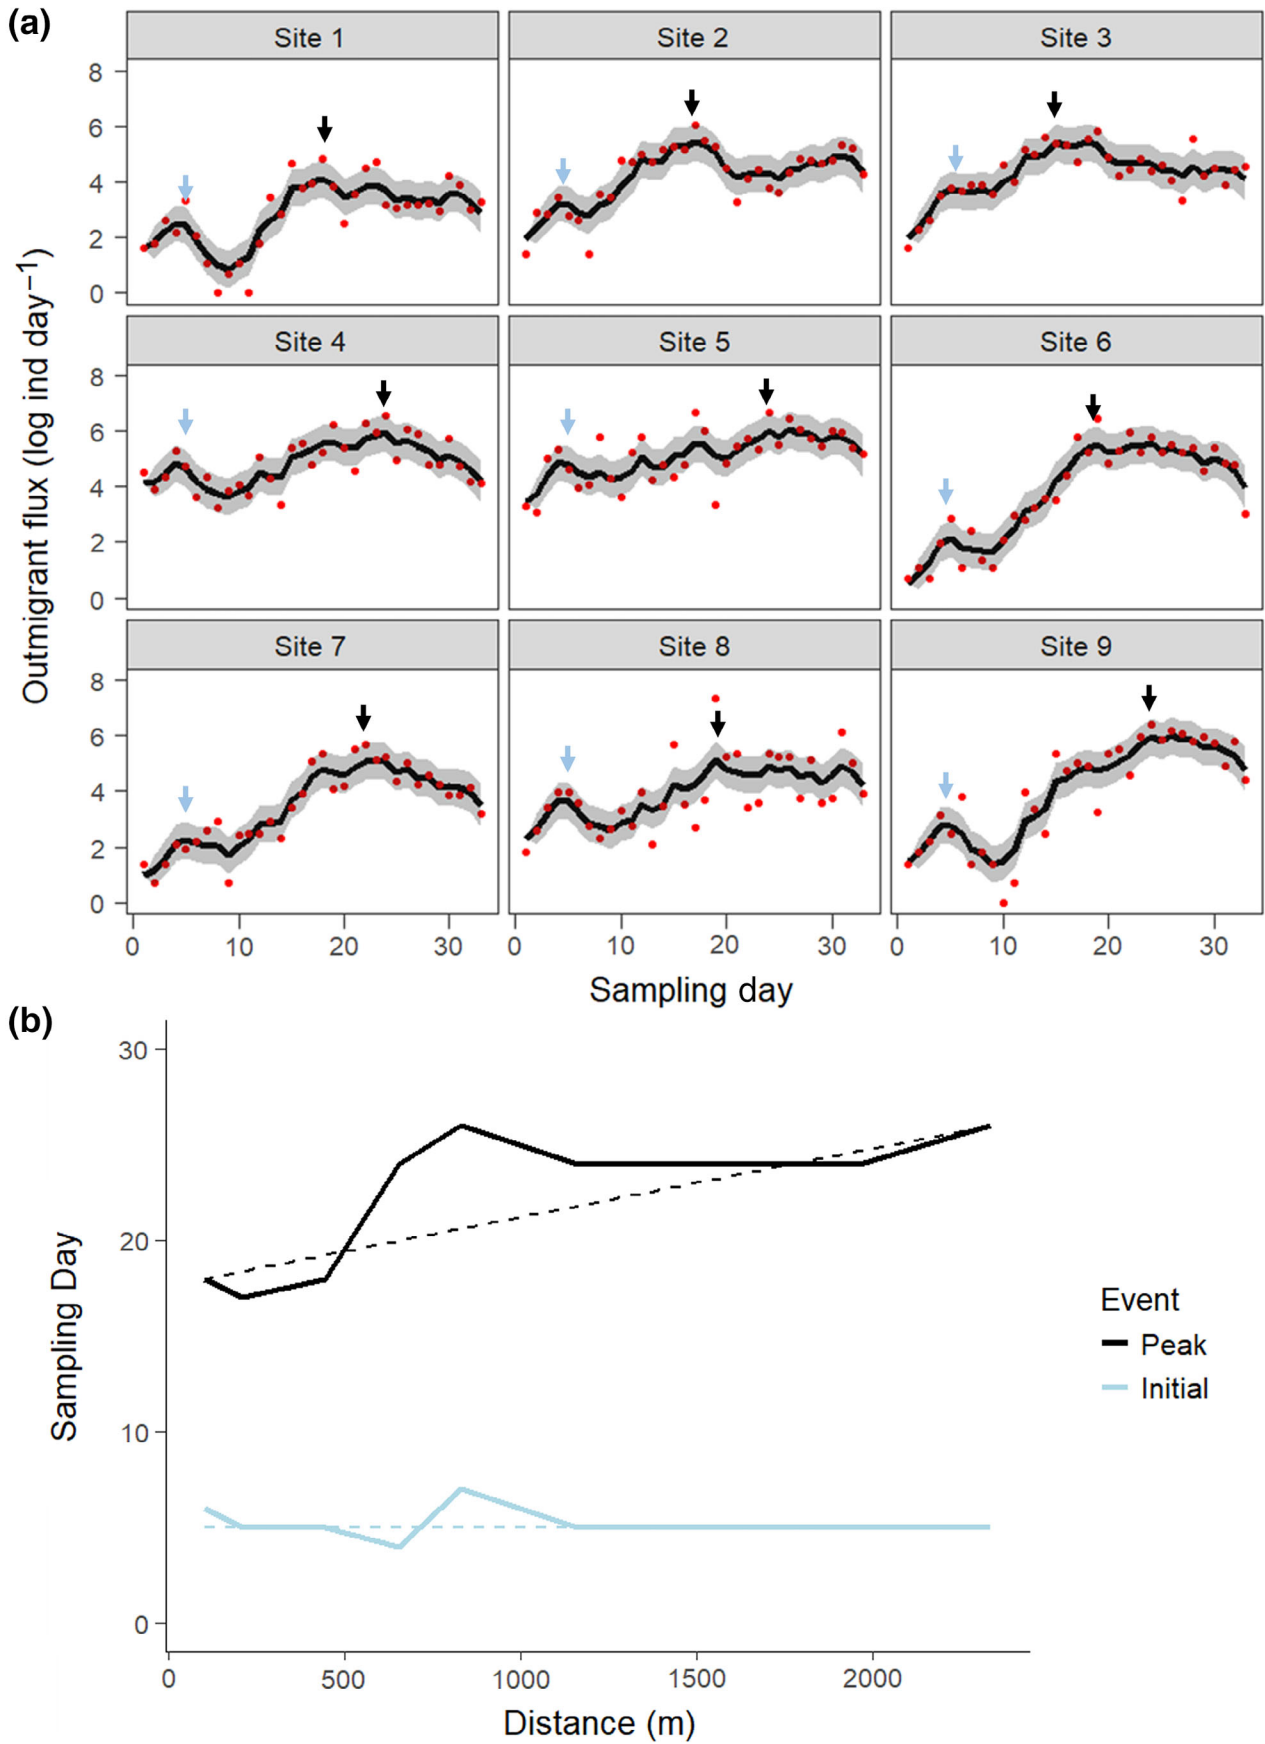 (a)
Site 1
Site 2
Site 3
8
6
4
2
0
Site 4
Site 5
Site 6
8
6
4
2
0
Site 7
Site 8
Site 9
8
6
4
2
0
0 10 20 30
0 10 20 30
0 10 20 30
Outmigrant flux (log ind day⁻¹)
Sampling day
(b)
30
20
10
0
Sampling Day
0 500 1000 1500 2000
Distance (m)
Event
Peak
Initial